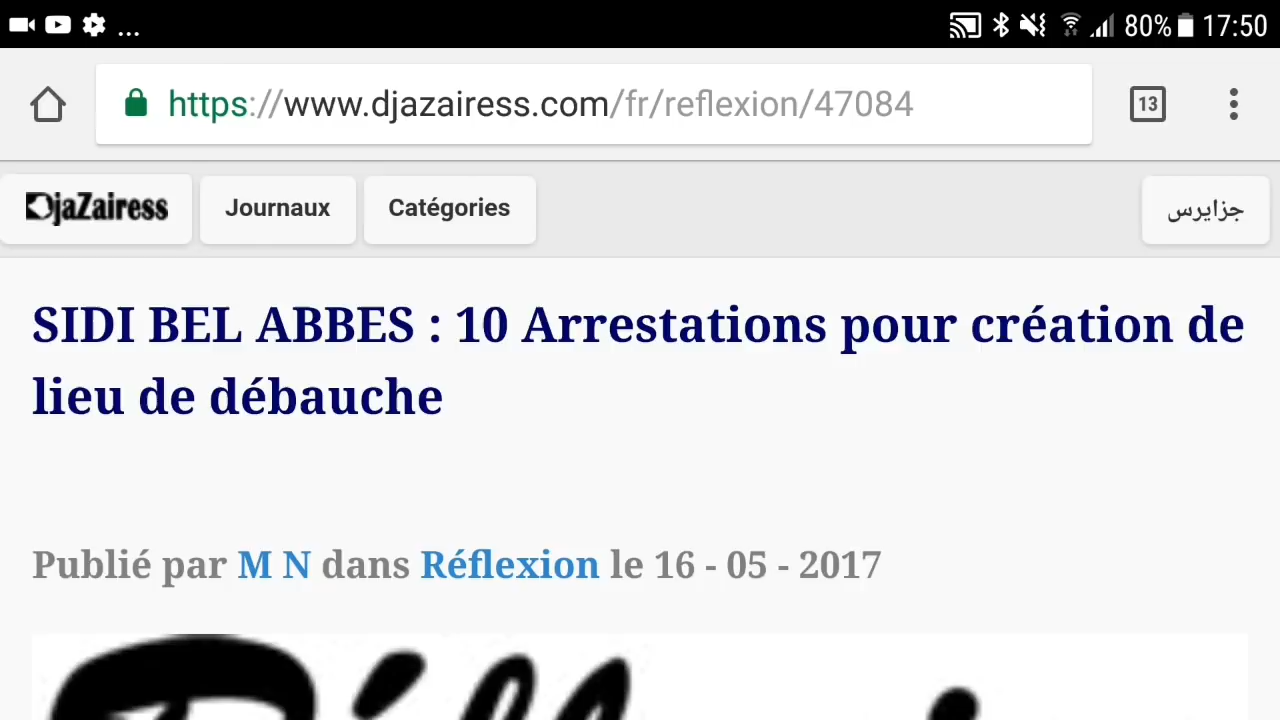 ... 80% 17:50
https://www.djazairess.com/fr/reflexion/47084 13
DjaZairess Journaux Catégories جزايرس
SIDI BEL ABBES : 10 Arrestations pour création de
lieu de débauche
Publié par M N dans Réflexion le 16 - 05 - 2017